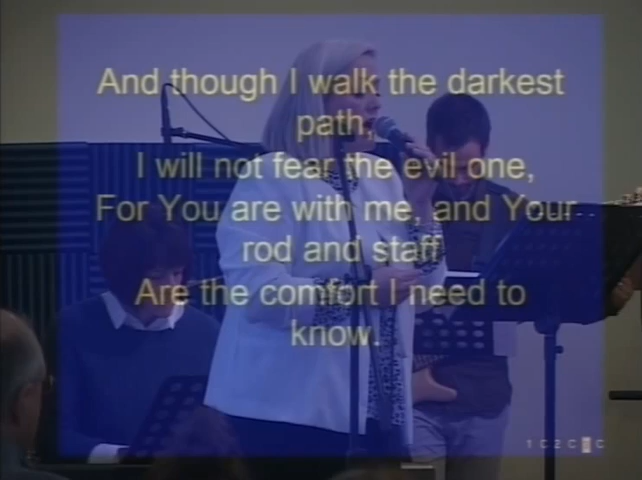 And though I walk the darkest
path,
I will not fear the evil one,
For You are with me, and Your
rod and staff
Are the comfort I need to
know.